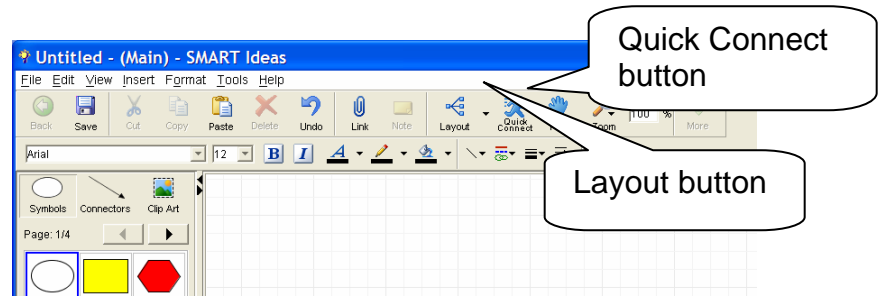 Quick Connect
button
Untitled - (Main) - SMART Ideas
File Edit View Insert Format Tools Help
Back Save Cut Copy Paste Delete Undo Link Note Layout Quick Connect Zoom 100 % More
Arial 12 B I A
Layout button
Symbols Connectors Clip Art
Page: 1/4